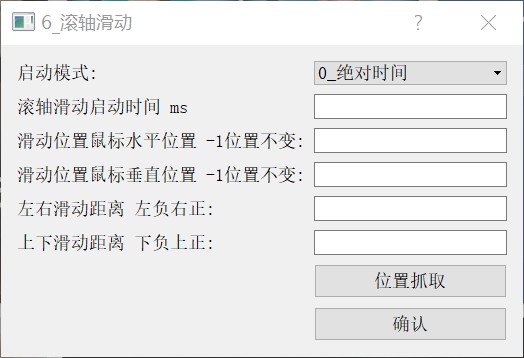 6_滚轴滑动
启动模式:
0_绝对时间
滚轴滑动启动时间 ms
滑动位置鼠标水平位置 -1位置不变:
滑动位置鼠标垂直位置 -1位置不变:
左右滑动距离 左负右正:
上下滑动距离 下负上正:
位置抓取
确认